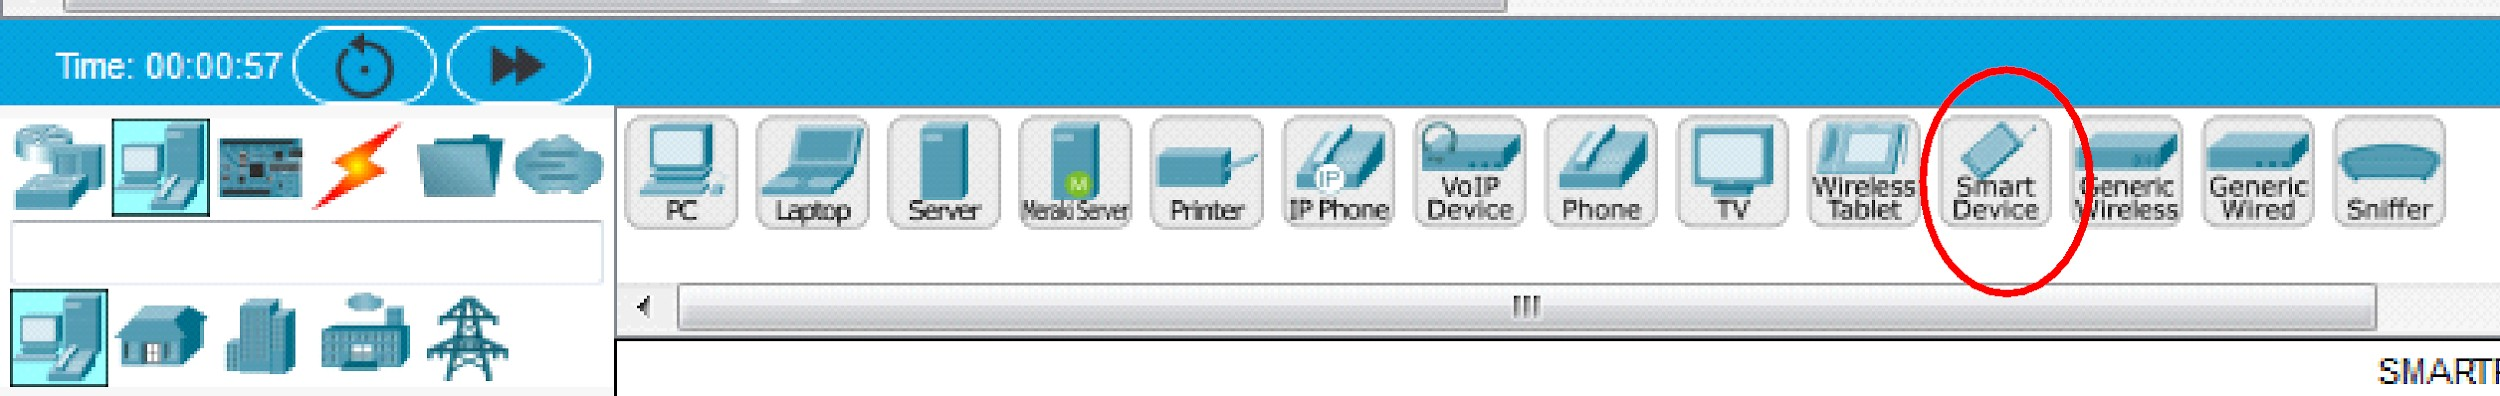 Time: 00:00:57
PC
Laptop
Server
M
Meraki Server
Printer
IP
IP Phone
VoIP
Device
Phone
TV
Wireless
Tablet
Smart
Device
Generic
Wireless
Generic
Wired
Sniffer